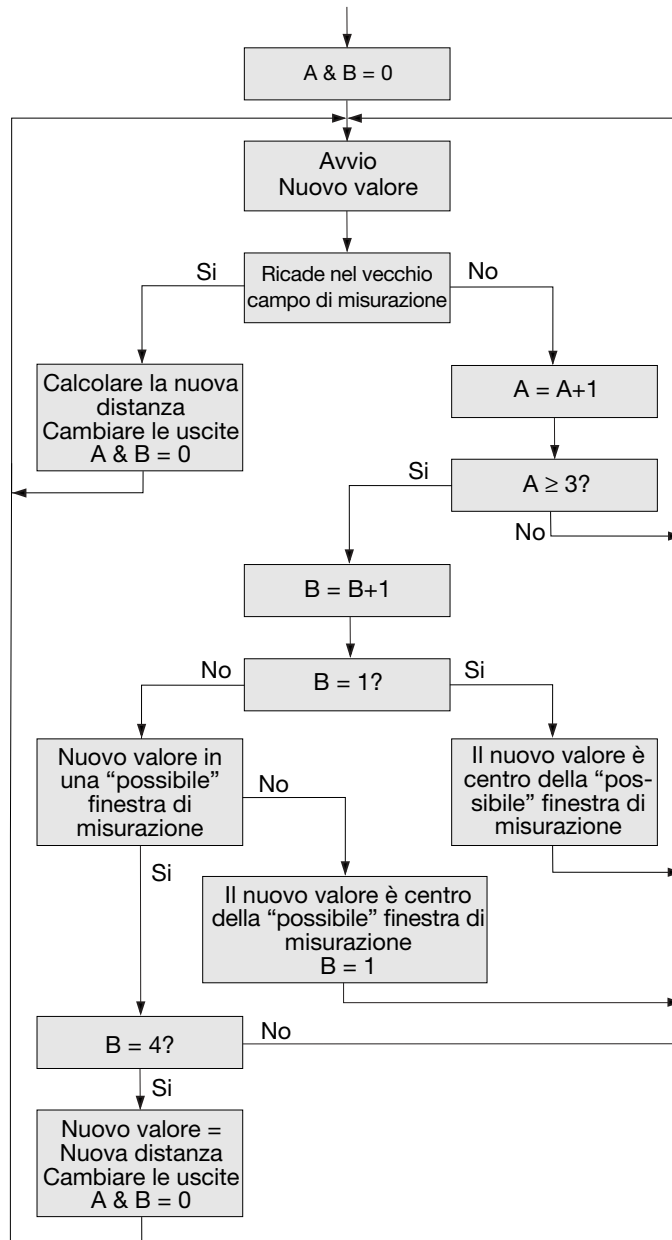 A & B = 0
Avvio
Nuovo valore
Si
Ricade nel vecchio
campo di misurazione
No
Calcolare la nuova
distanza
Cambiare le uscite
A & B = 0
A = A+1
Si
A ≥ 3?
No
B = B+1
No
B = 1?
Si
Nuovo valore in
una “possibile”
finestra di
misurazione
No
Il nuovo valore è
centro della “pos-
sibile” finestra di
misurazione
Si
Il nuovo valore è centro
della “possibile” finestra di
misurazione
B = 1
B = 4?
No
Si
Nuovo valore =
Nuova distanza
Cambiare le uscite
A & B = 0